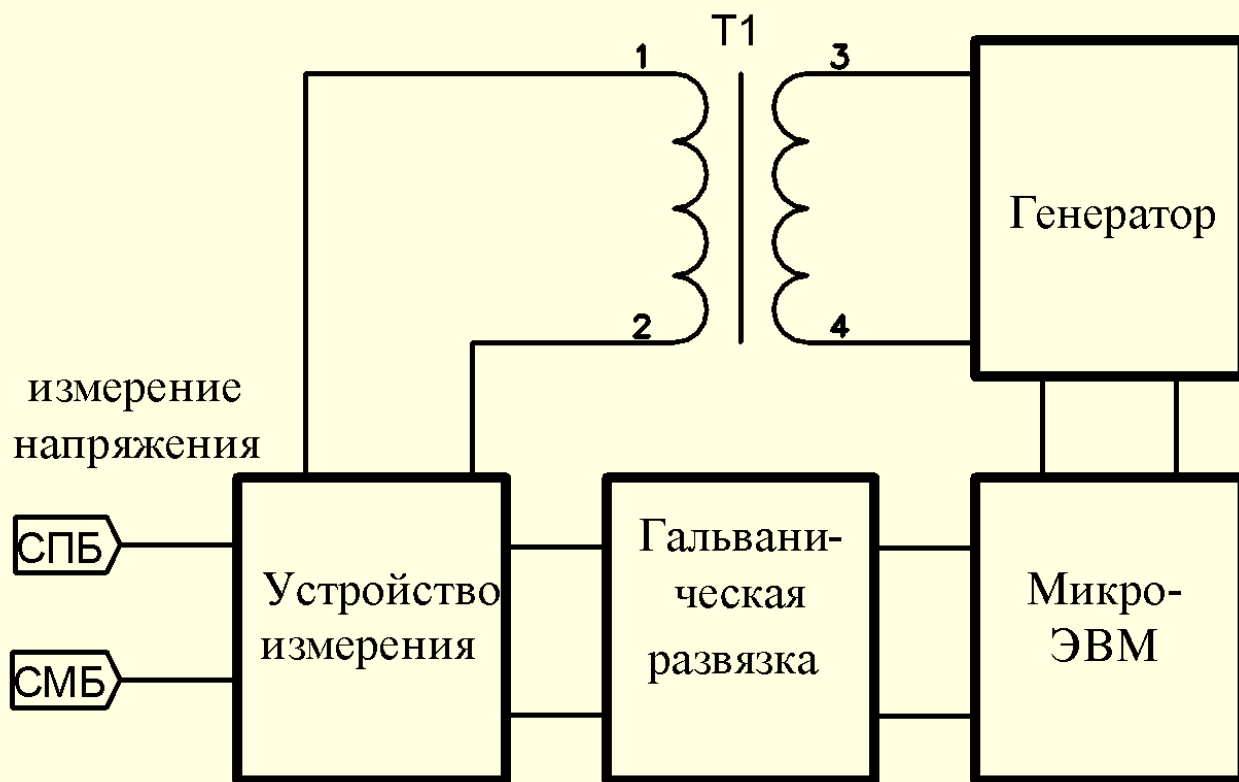 T1
1
3
Генератор
2
4
измерение
напряжения
СПБ
СМБ
Устройство
измерения
Гальвани-
ческая
развязка
Микро-
ЭВМ